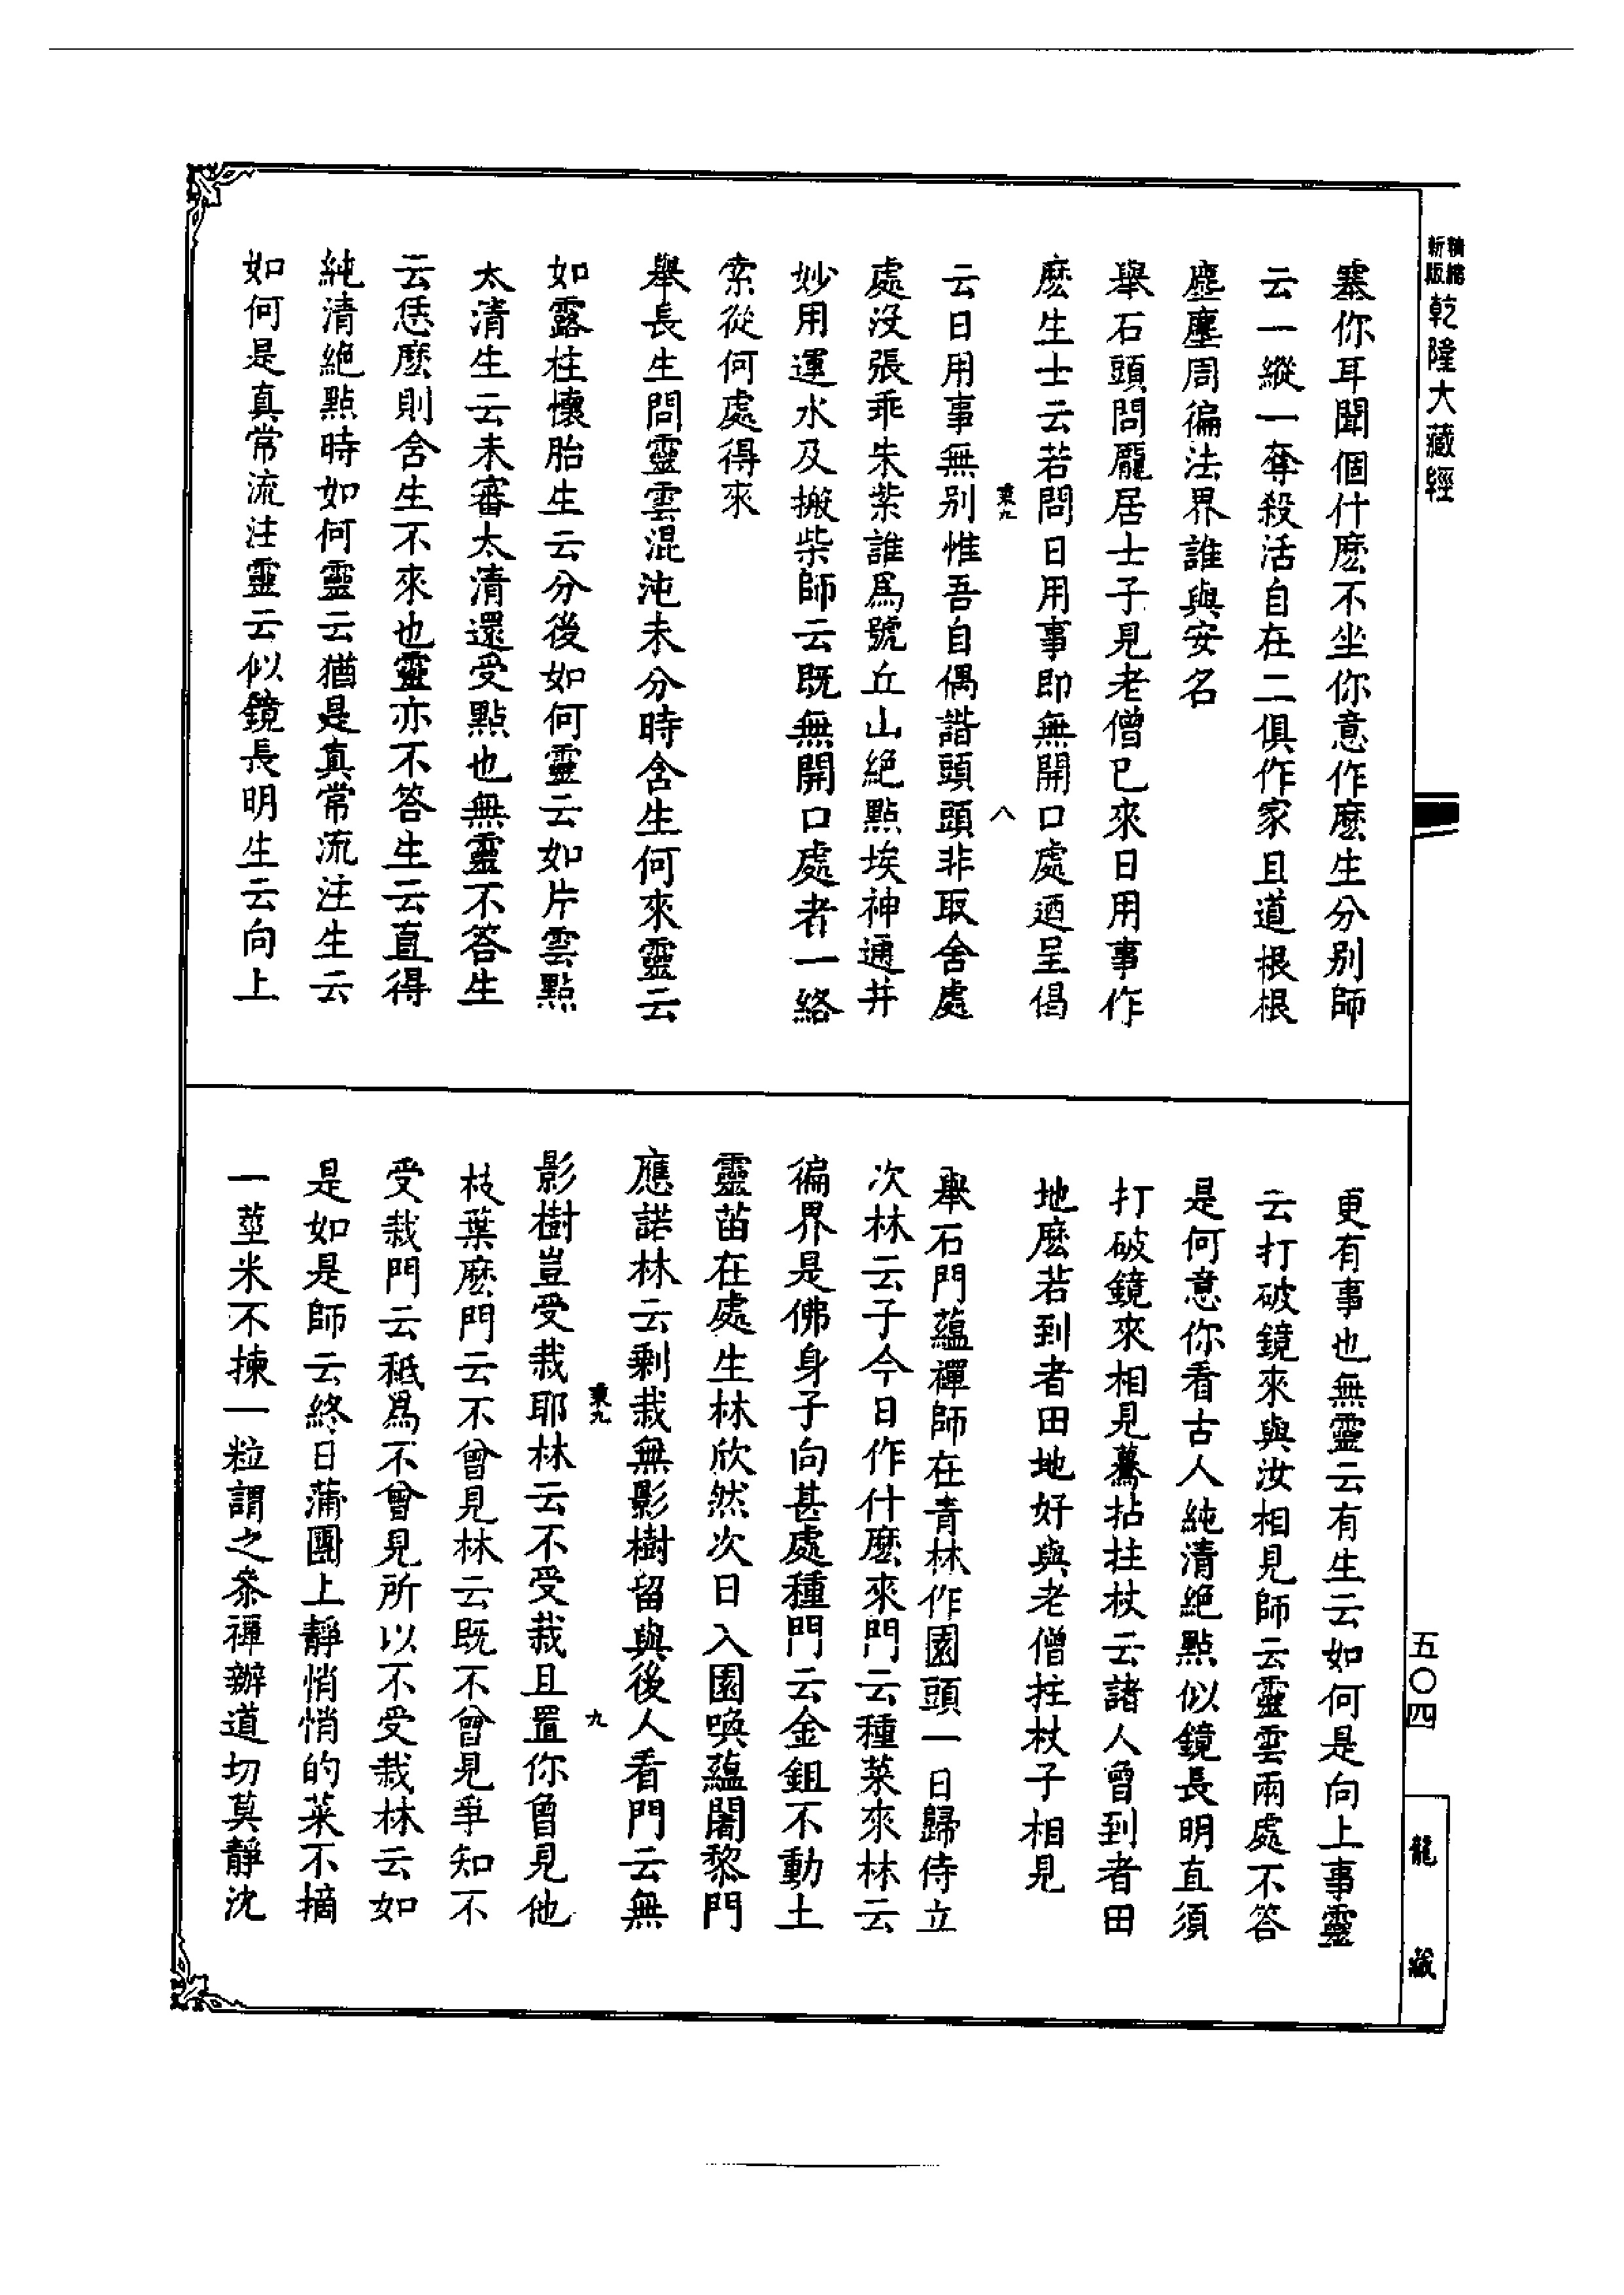 精縮
新版
乾隆大藏經
塞你耳聞個什麽不坐你意作麽生分别師
云一縱一奪殺活自在二俱作家且道根根
塵塵周徧法界誰與安名
舉石頭問龐居士子見老僧已來日用事作
麽生士云若問日用事即無開口處迺呈偈
乘九
八
云日用事無别惟吾自偶諧頭頭非取舍處
處没張乖朱紫誰爲號丘山絶點埃神通并
妙用運水及搬柴師云既無開口處者一絡
索從何處得來
舉長生問靈雲混沌未分時含生何來靈云
如露柱懷胎生云分後如何靈云如片雲點
太清生云未審太清還受點也無靈不答生
云恁麽則含生不來也靈亦不答生云直得
純清絶點時如何靈云猶是真常流注生云
如何是真常流注靈云似鏡長明生云向上
更有事也無靈云有生云如何是向上事靈
云打破鏡來與汝相見師云靈雲兩處不答
是何意你看古人純清絶點似鏡長明直須
打破鏡來相見驀拈拄杖云諸人曾到者田
地麽若到者田地好與老僧拄杖子相見
舉石門藴禪師在青林作園頭一日歸侍立
次林云子今日作什麽來門云種菜來林云
徧界是佛身子向甚處種門云金鉏不動土
靈苗在處生林欣然次日入園喚藴闍黎門
應諾林云剩栽無影樹留與後人看門云無
乘九
九
影樹豈受栽耶林云不受栽且置你曾見他
枝葉麽門云不曾見林云既不曾見爭知不
受栽門云秪爲不曾見所以不受栽林云如
是如是師云終日蒲團上靜悄悄的菜不摘
一莖米不揀一粒謂之叅禪辦道切莫靜沈
五〇四
龍藏